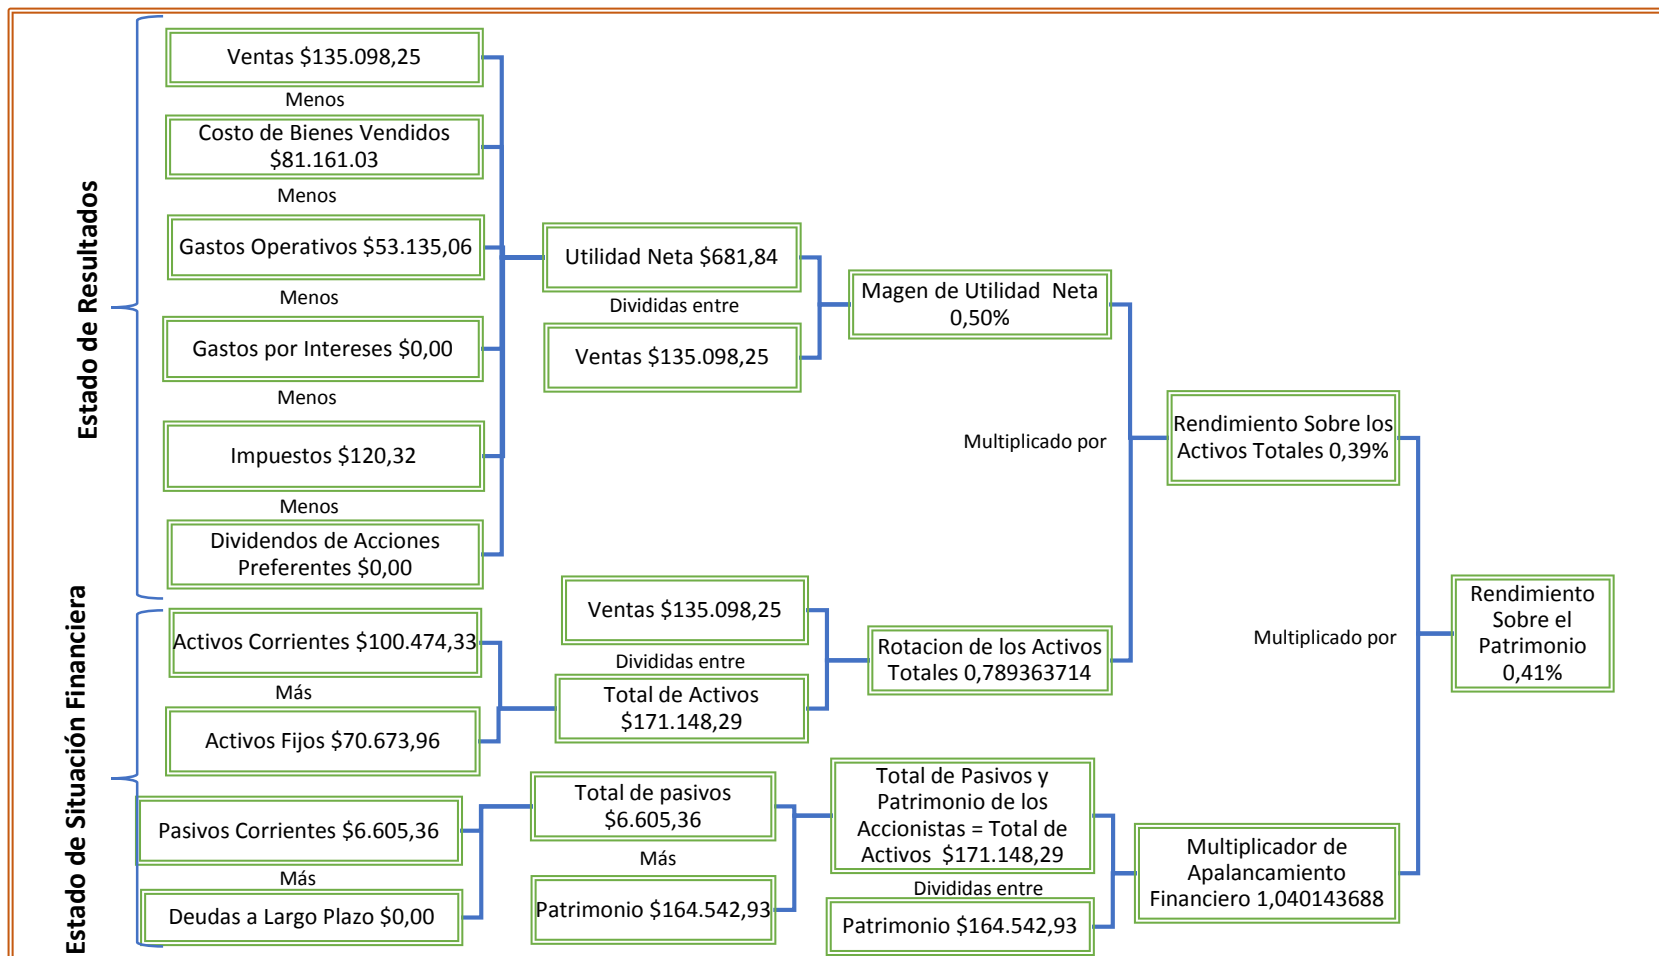 Estado de Resultados
Ventas $135.098,25
Menos
Costo de Bienes Vendidos
$81.161.03
Menos
Gastos Operativos $53.135,06
Menos
Gastos por Intereses $0,00
Menos
Impuestos $120,32
Menos
Dividendos de Acciones
Preferentes $0,00
Utilidad Neta $681,84
Divididas entre
Ventas $135.098,25
Magen de Utilidad Neta
0,50%
Multiplicado por
Rendimiento Sobre los
Activos Totales 0,39%
Estado de Situación Financiera
Activos Corrientes $100.474,33
Más
Activos Fijos $70.673,96
Ventas $135.098,25
Divididas entre
Total de Activos
$171.148,29
Rotacion de los Activos
Totales 0,789363714
Multiplicado por
Rendimiento
Sobre el
Patrimonio
0,41%
Pasivos Corrientes $6.605,36
Más
Deudas a Largo Plazo $0,00
Total de pasivos
$6.605,36
Más
Patrimonio $164.542,93
Total de Pasivos y
Patrimonio de los
Accionistas = Total de
Activos $171.148,29
Divididas entre
Patrimonio $164.542,93
Multiplicador de
Apalancamiento
Financiero 1,040143688